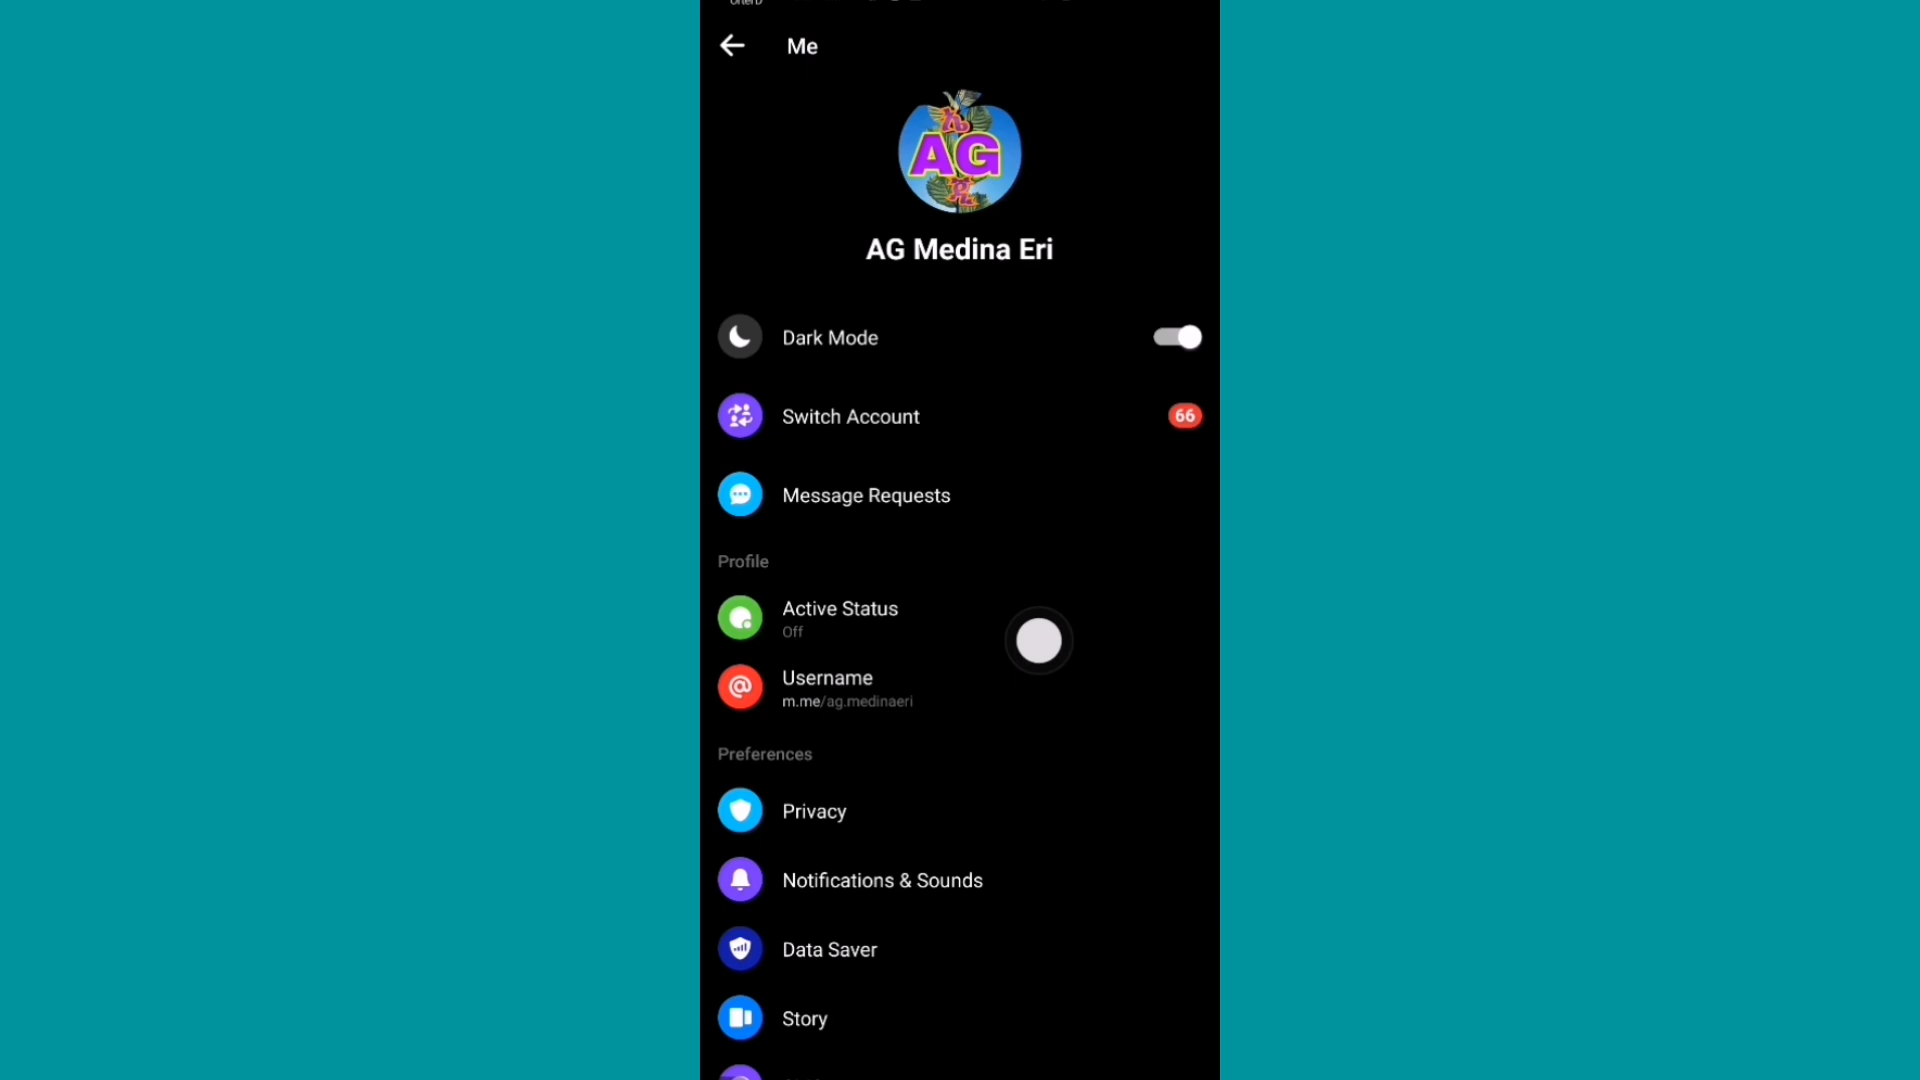 Me
AG
AG Medina Eri
Dark Mode
Switch Account
66
Message Requests
Profile
Active Status
Off
Username
m.me/ag.medinaeri
Preferences
Privacy
Notifications & Sounds
Data Saver
Story